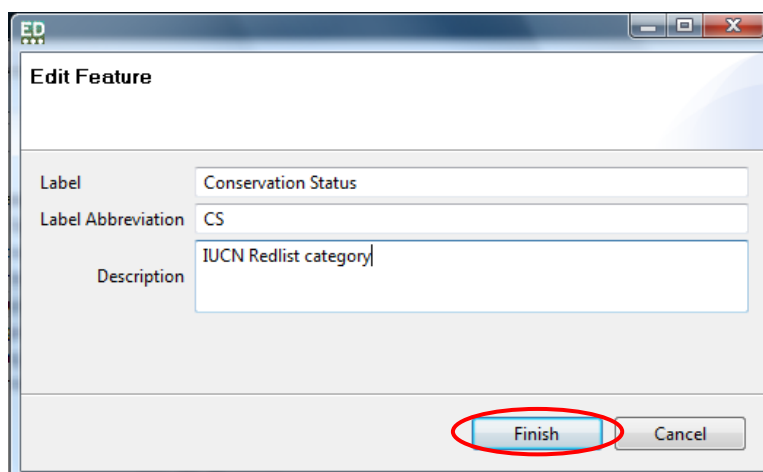 ED
Edit Feature
Label Conservation Status
Label Abbreviation CS
Description IUCN Redlist category
Finish Cancel